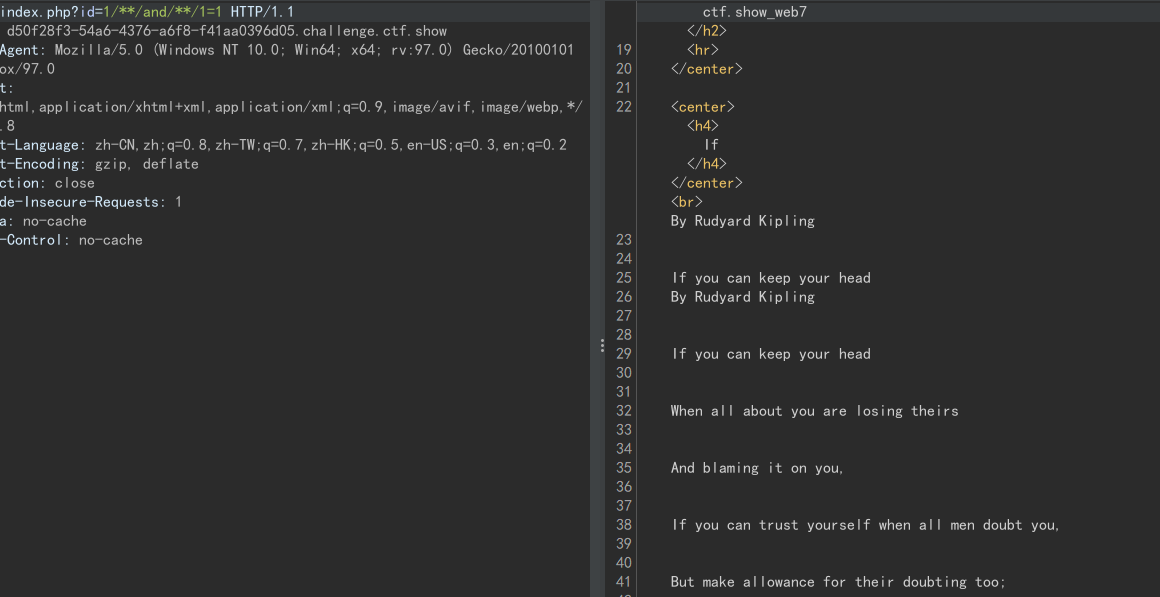 index.php?id=1/**/and/**/1=1 HTTP/1.1
d50f28f3-54a6-4376-a6f8-f41aa0396d05.challenge.ctf.show
Agent: Mozilla/5.0 (Windows NT 10.0; Win64; x64; rv:97.0) Gecko/20100101
ox/97.0
t:
html,application/xhtml+xml,application/xml;q=0.9,image/avif,image/webp,*/
.8
t-Language: zh-CN,zh;q=0.8,zh-TW;q=0.7,zh-HK;q=0.5,en-US;q=0.3,en;q=0.2
t-Encoding: gzip, deflate
ction: close
de-Insecure-Requests: 1
a: no-cache
-Control: no-cache
ctf.show_web7
</h2>
19 <hr>
20 </center>
21
22 <center>
<h4>
If
</h4>
</center>
<br>
By Rudyard Kipling
23
24
25 If you can keep your head
26 By Rudyard Kipling
27
28
29 If you can keep your head
30
31
32 When all about you are losing theirs
33
34
35 And blaming it on you,
36
37
38 If you can trust yourself when all men doubt you,
39
40
41 But make allowance for their doubting too;